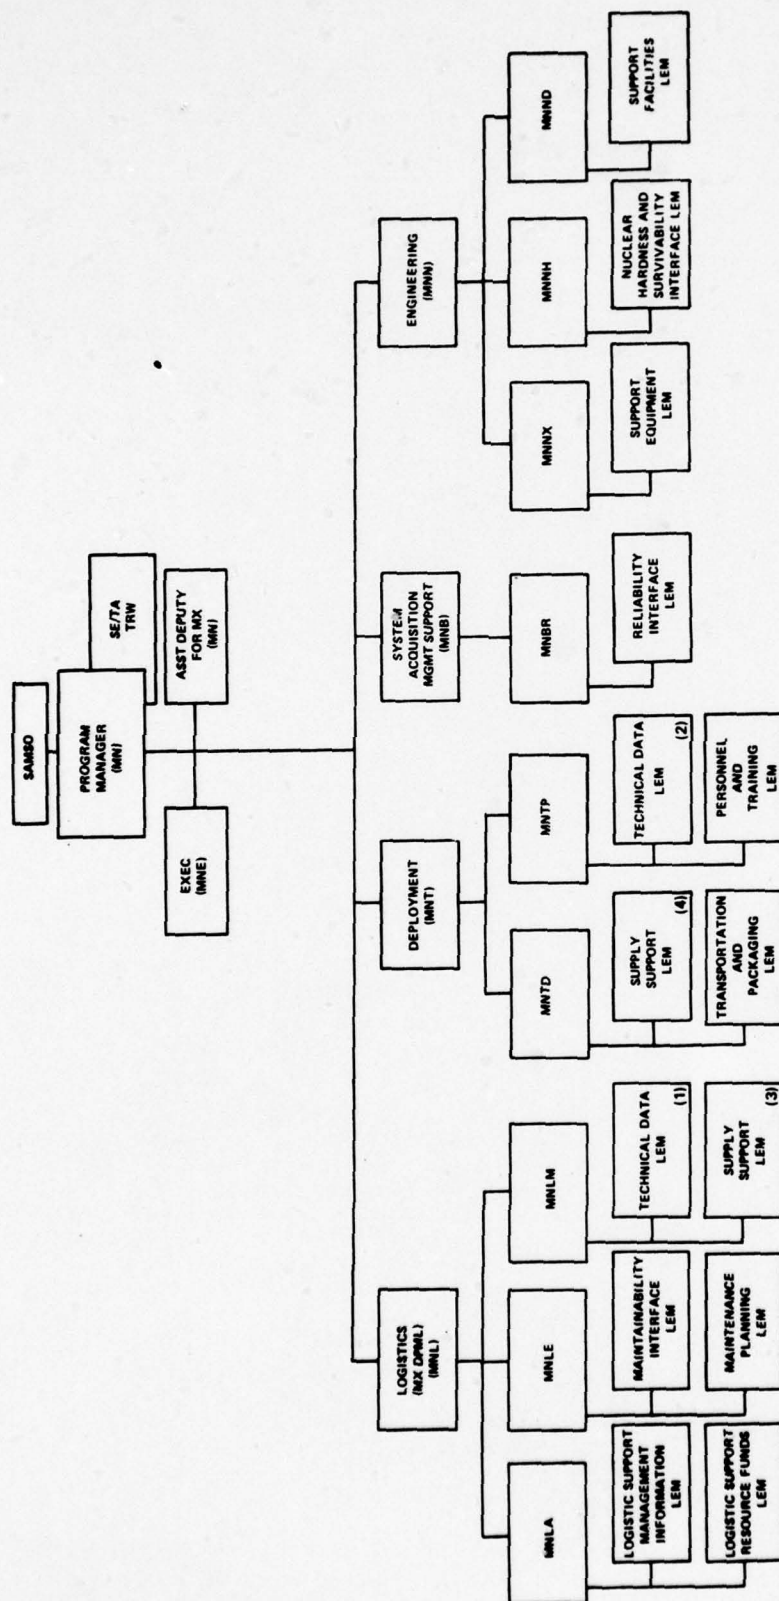 SAMSO
PROGRAM
MANAGER
(MN)
SE/TA
TRW
EXEC
(MNE)
ASST DEPUTY
FOR MX
(MN)
LOGISTICS
(MX DPML)
(MNL)
DEPLOYMENT
(MNT)
SYSTEM
ACQUISITION
MGMT SUPPORT
(MNB)
ENGINEERING
(MNN)
MNLA
MNLE
MNLM
MNTD
MNTP
MNBR
MNNX
MNNH
MNND
LOGISTIC SUPPORT
MANAGEMENT
INFORMATION
LEM
MAINTAINABILITY
INTERFACE
LEM
TECHNICAL DATA
LEM
(1)
SUPPLY
SUPPORT
LEM
(4)
TECHNICAL DATA
LEM
(2)
RELIABILITY
INTERFACE
LEM
SUPPORT
EQUIPMENT
LEM
NUCLEAR
HARDNESS AND
SURVIVABILITY
INTERFACE LEM
SUPPORT
FACILITIES
LEM
LOGISTIC SUPPORT
RESOURCE FUNDS
LEM
MAINTENANCE
PLANNING
LEM
SUPPLY
SUPPORT
LEM
(3)
TRANSPORTATION
AND
PACKAGING
LEM
PERSONNEL
AND
TRAINING
LEM